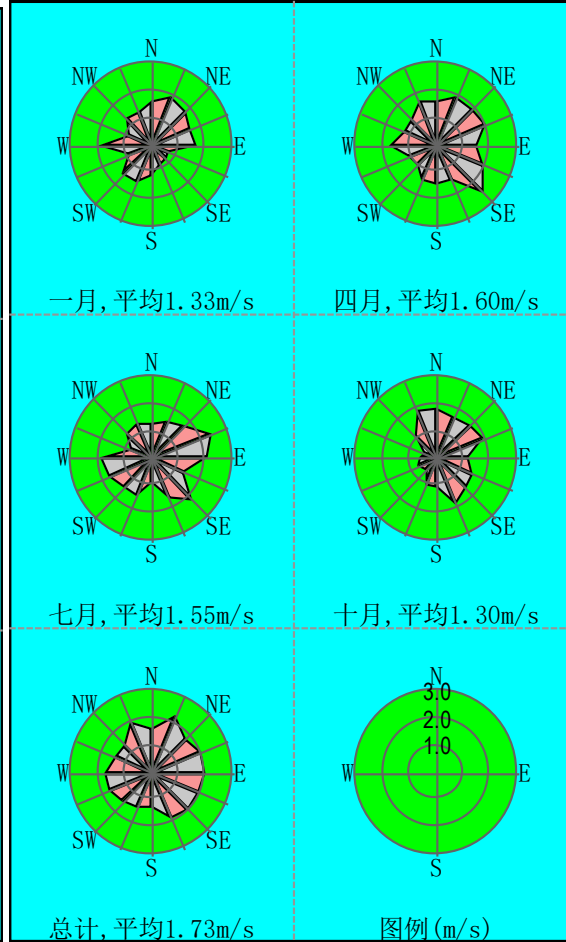 N
NW NE
W E
SW SE
S
一月,平均1.33m/s
N
NW NE
W E
SW SE
S
四月,平均1.60m/s
N
NW NE
W E
SW SE
S
七月,平均1.55m/s
N
NW NE
W E
SW SE
S
十月,平均1.30m/s
N
NW NE
W E
SW SE
S
总计,平均1.73m/s
N
3.0
2.0
1.0
W E
S
图例(m/s)